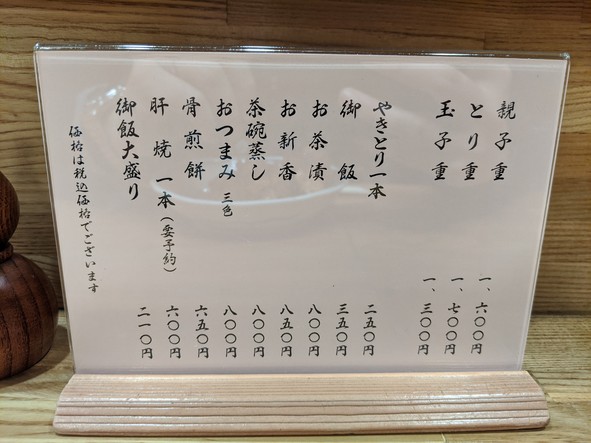 親子重 一、六〇〇円
とり重 一、七〇〇円
玉子重 一、三〇〇円
やきとり一本 二五〇円
御飯 三五〇円
お茶漬 八〇〇円
お新香 八五〇円
茶碗蒸し 八〇〇円
おつまみ三色 八〇〇円
骨煎餅 六五〇円
肝焼一本(要予約) 六〇〇円
御飯大盛り 二一〇円
価格は税込価格でございます